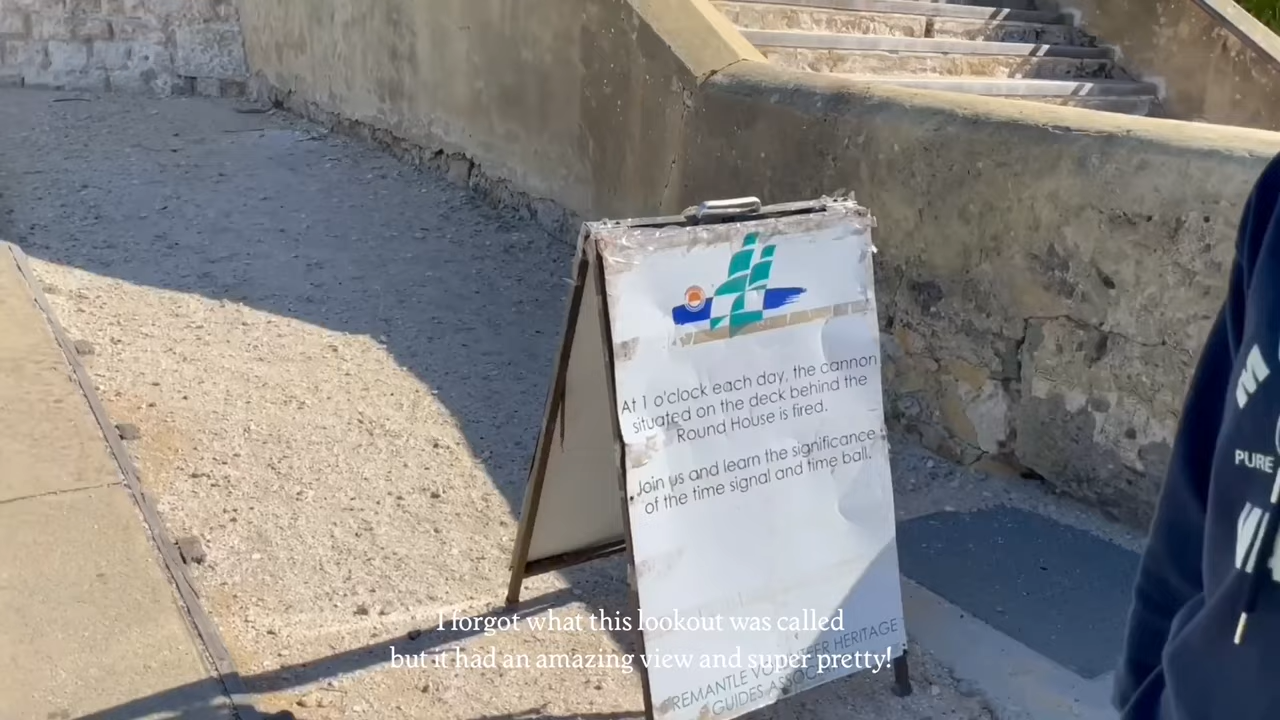 At 1 o'clock each day, the cannon
situated on the deck behind the
Round House is fired.
Join us and learn the significance
of the time signal and time ball.
FREMANTLE VOLUNTEER HERITAGE
GUIDES ASSOC
I forgot what this lookout was called
but it had an amazing view and super pretty!
M
PURE